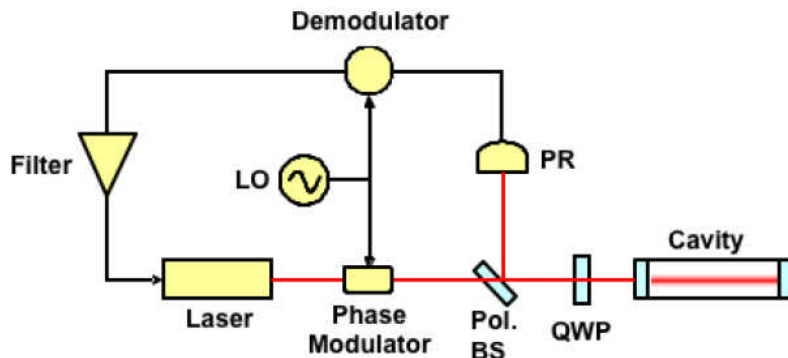 Demodulator
Filter
LO
PR
Cavity
Laser
Phase
Modulator
Pol.
BS
QWP